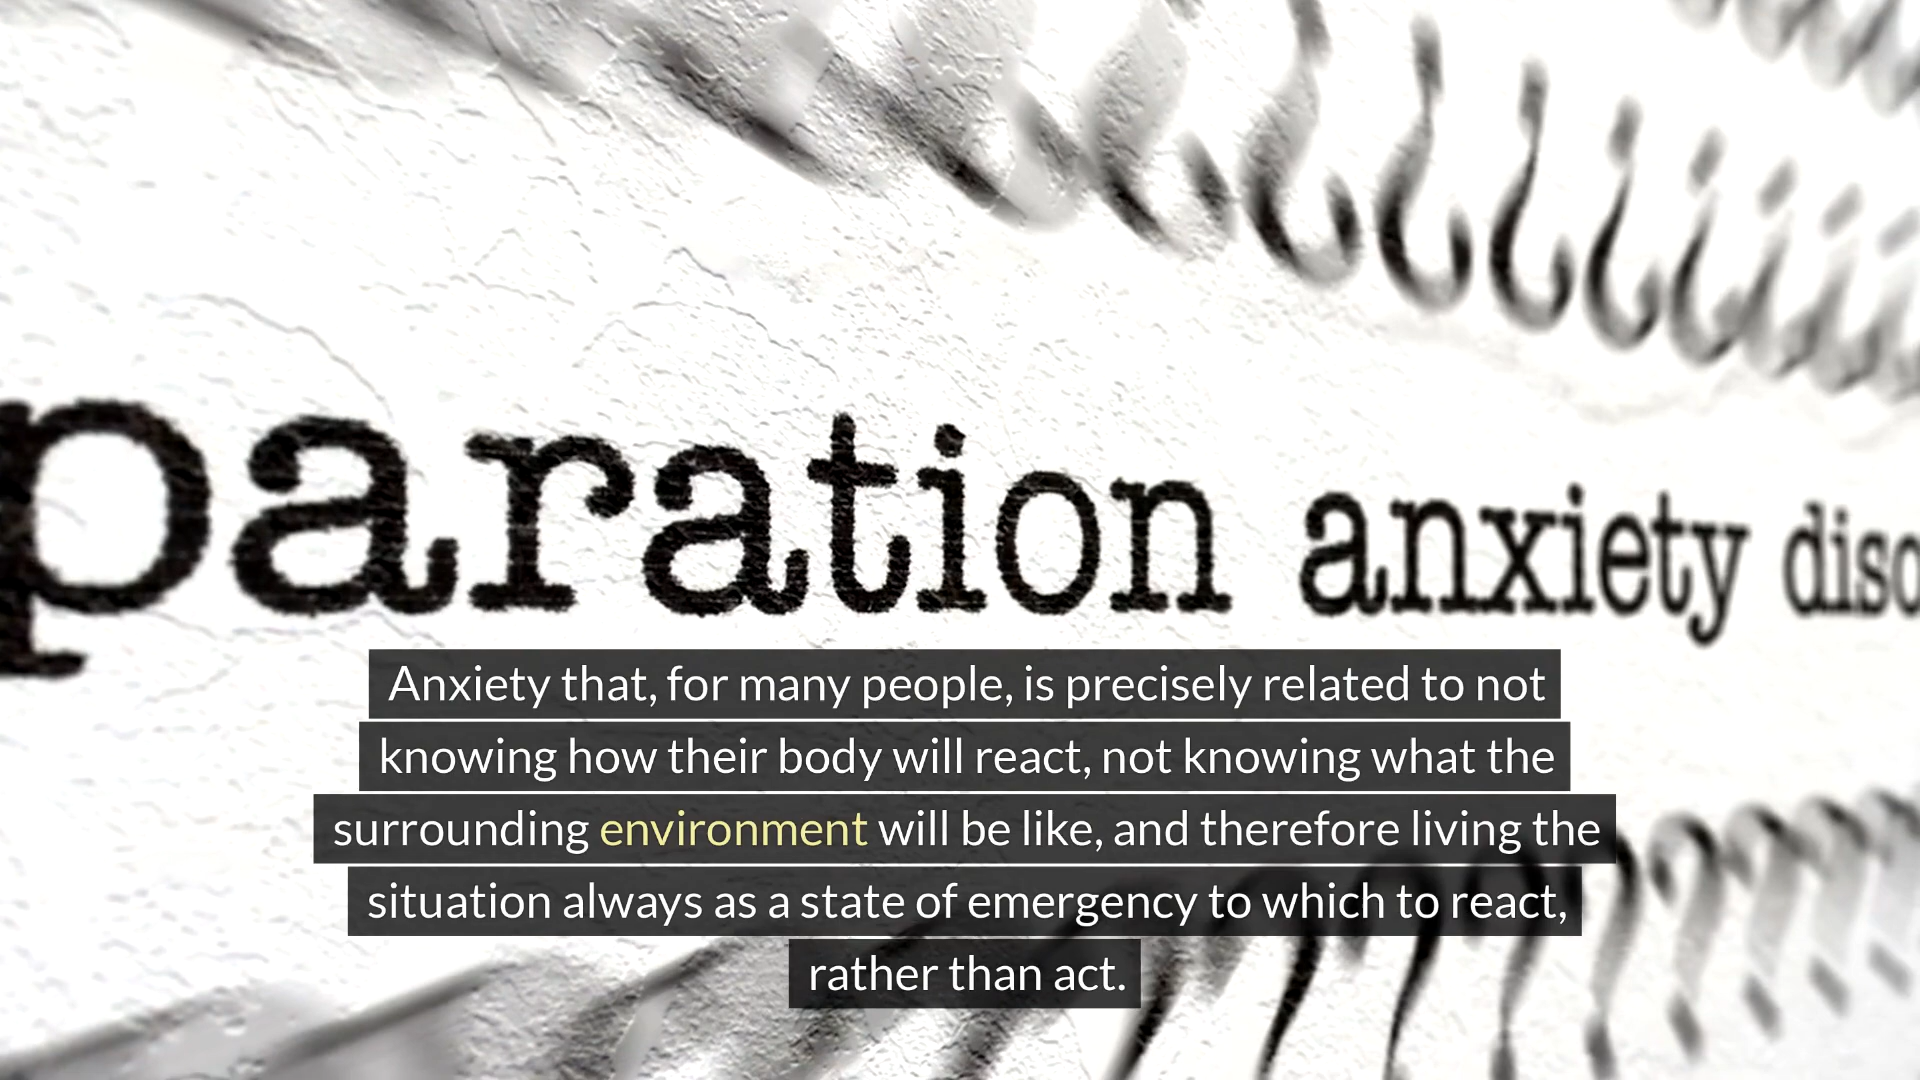 paration anxiety diso
Anxiety that, for many people, is precisely related to not
knowing how their body will react, not knowing what the
surrounding environment will be like, and therefore living the
situation always as a state of emergency to which to react,
rather than act.